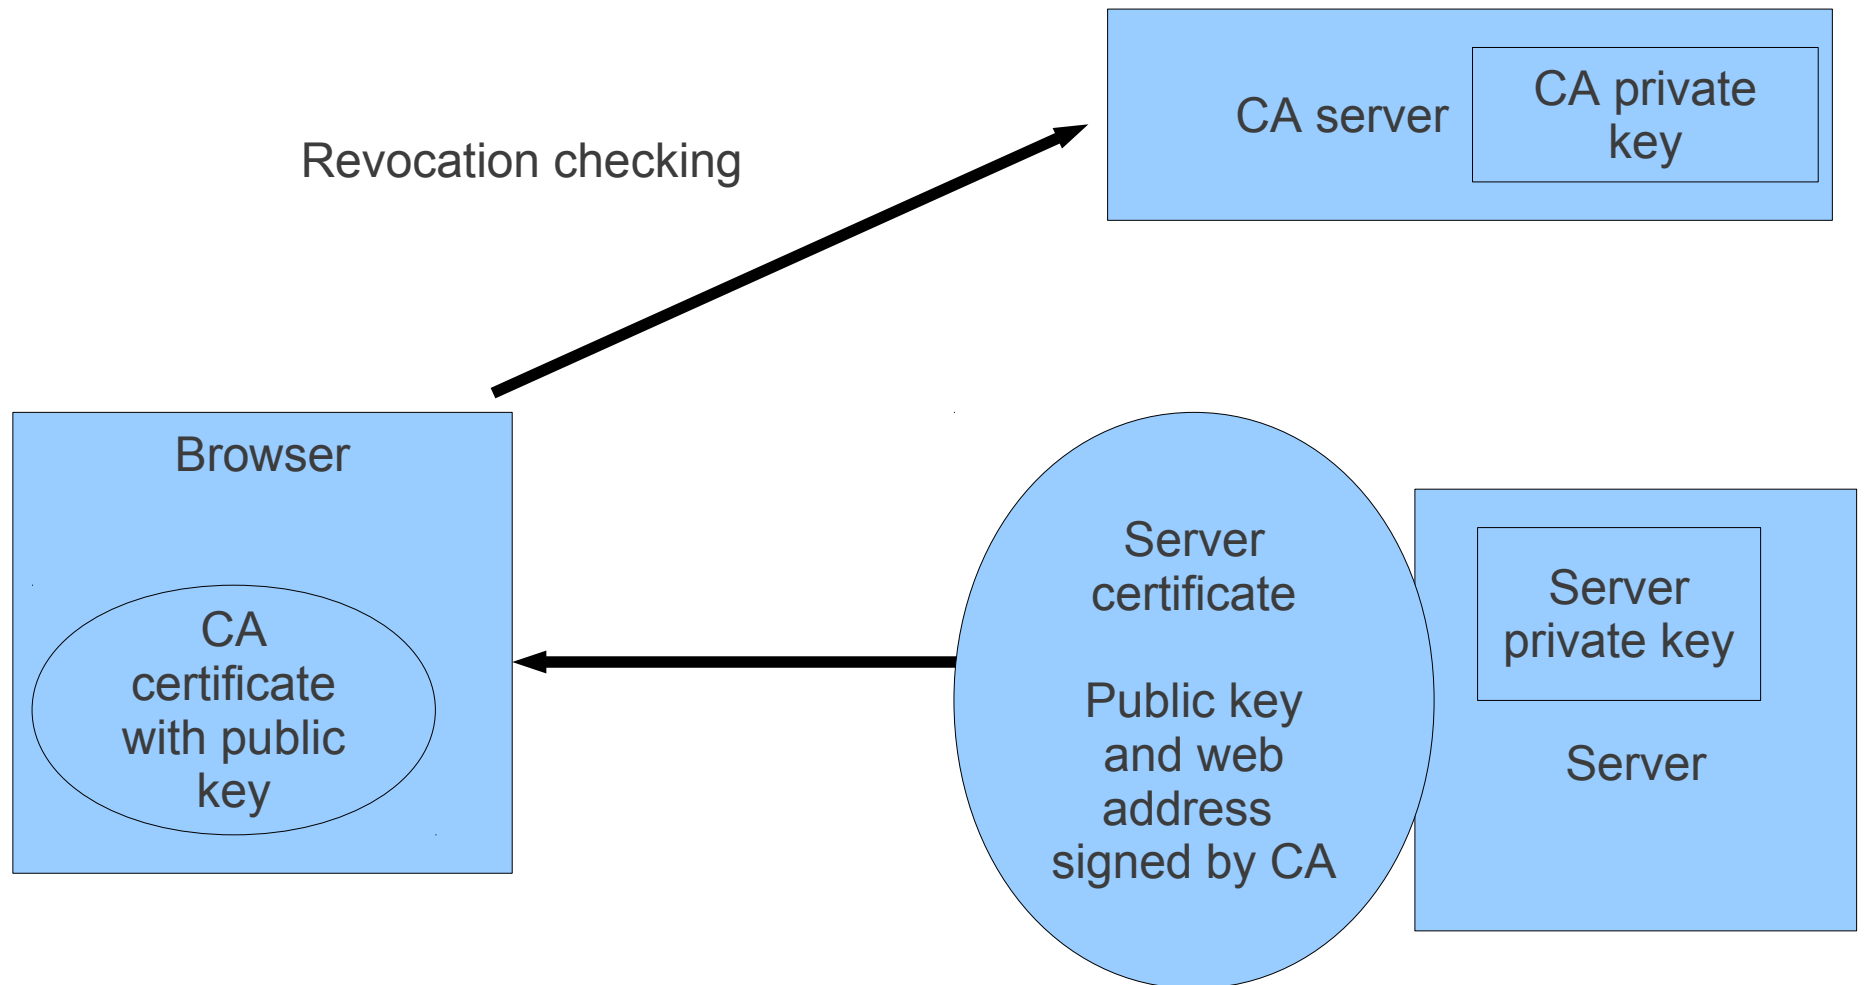 Revocation checking
CA server
CA private
key
Browser
CA
certificate
with public
key
Server
certificate
Public key
and web
address
signed by CA
Server
private key
Server